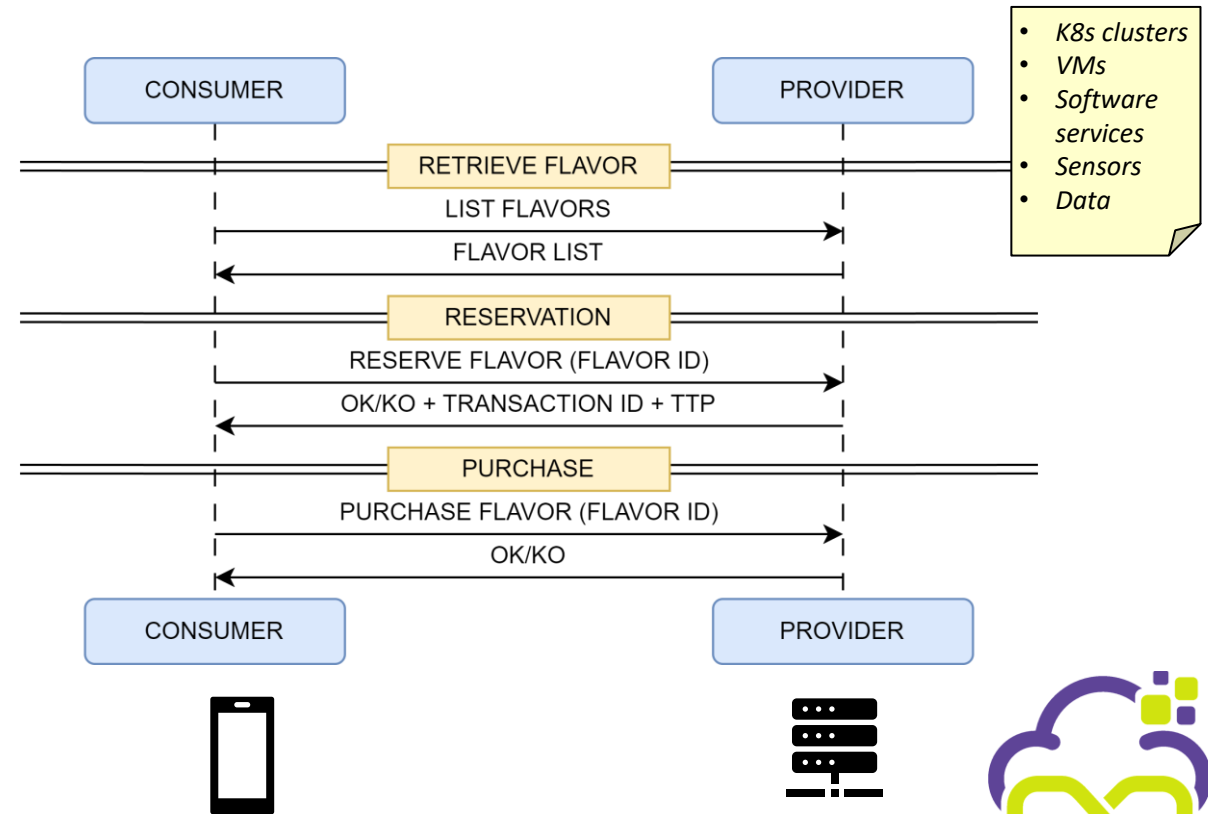 CONSUMER
PROVIDER
• K8s clusters
• VMs
• Software
services
• Sensors
• Data
RETRIEVE FLAVOR
LIST FLAVORS
FLAVOR LIST
RESERVATION
RESERVE FLAVOR (FLAVOR ID)
OK/KO + TRANSACTION ID + TTP
PURCHASE
PURCHASE FLAVOR (FLAVOR ID)
OK/KO
CONSUMER
PROVIDER